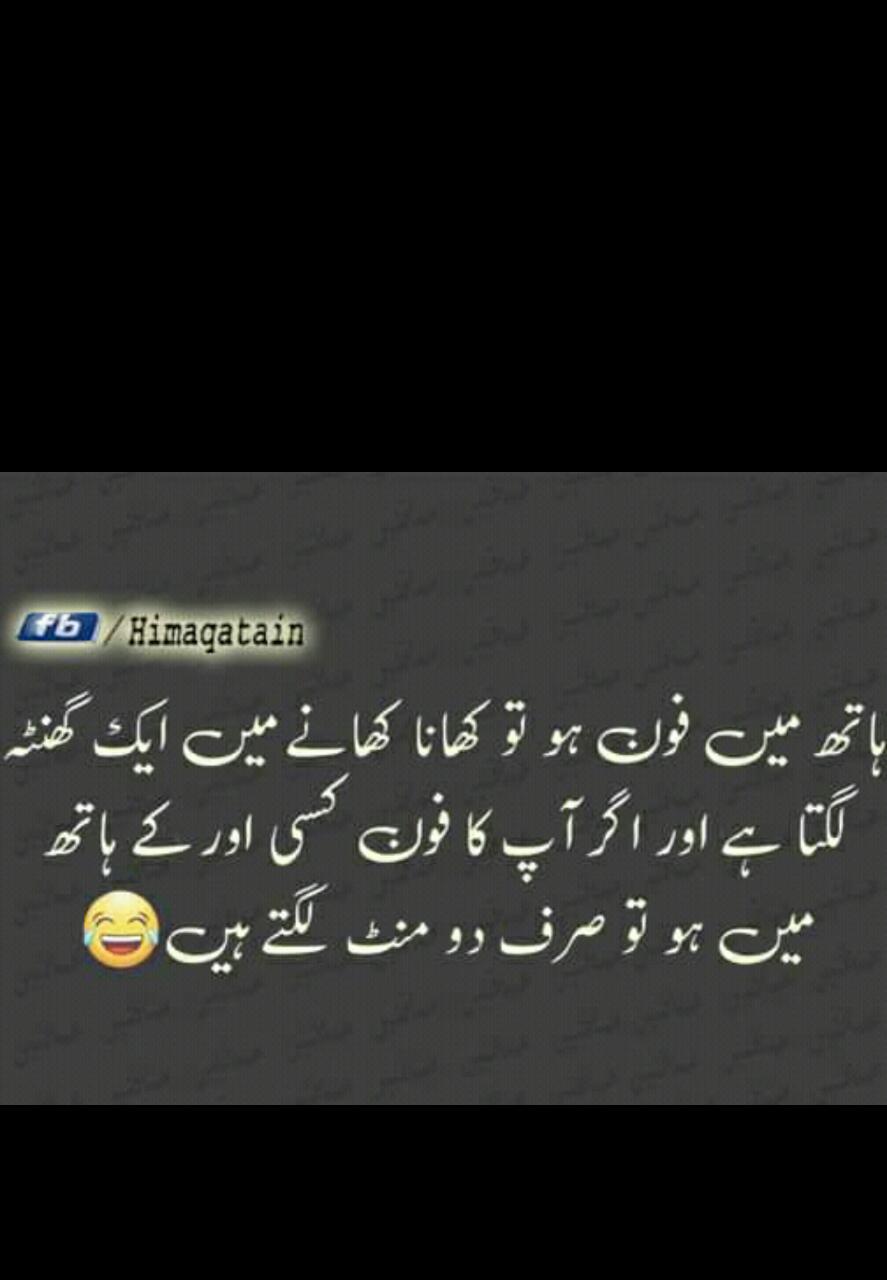 fb/Himaqatain
ہاتھ میں فون ہو تو کھانا کھانے میں ایک گھنٹہ
لگتا ہے اور اگر آپ کا فون کسی اور کے ہاتھ
میں ہو تو صرف دو منٹ لگتے ہیں😂